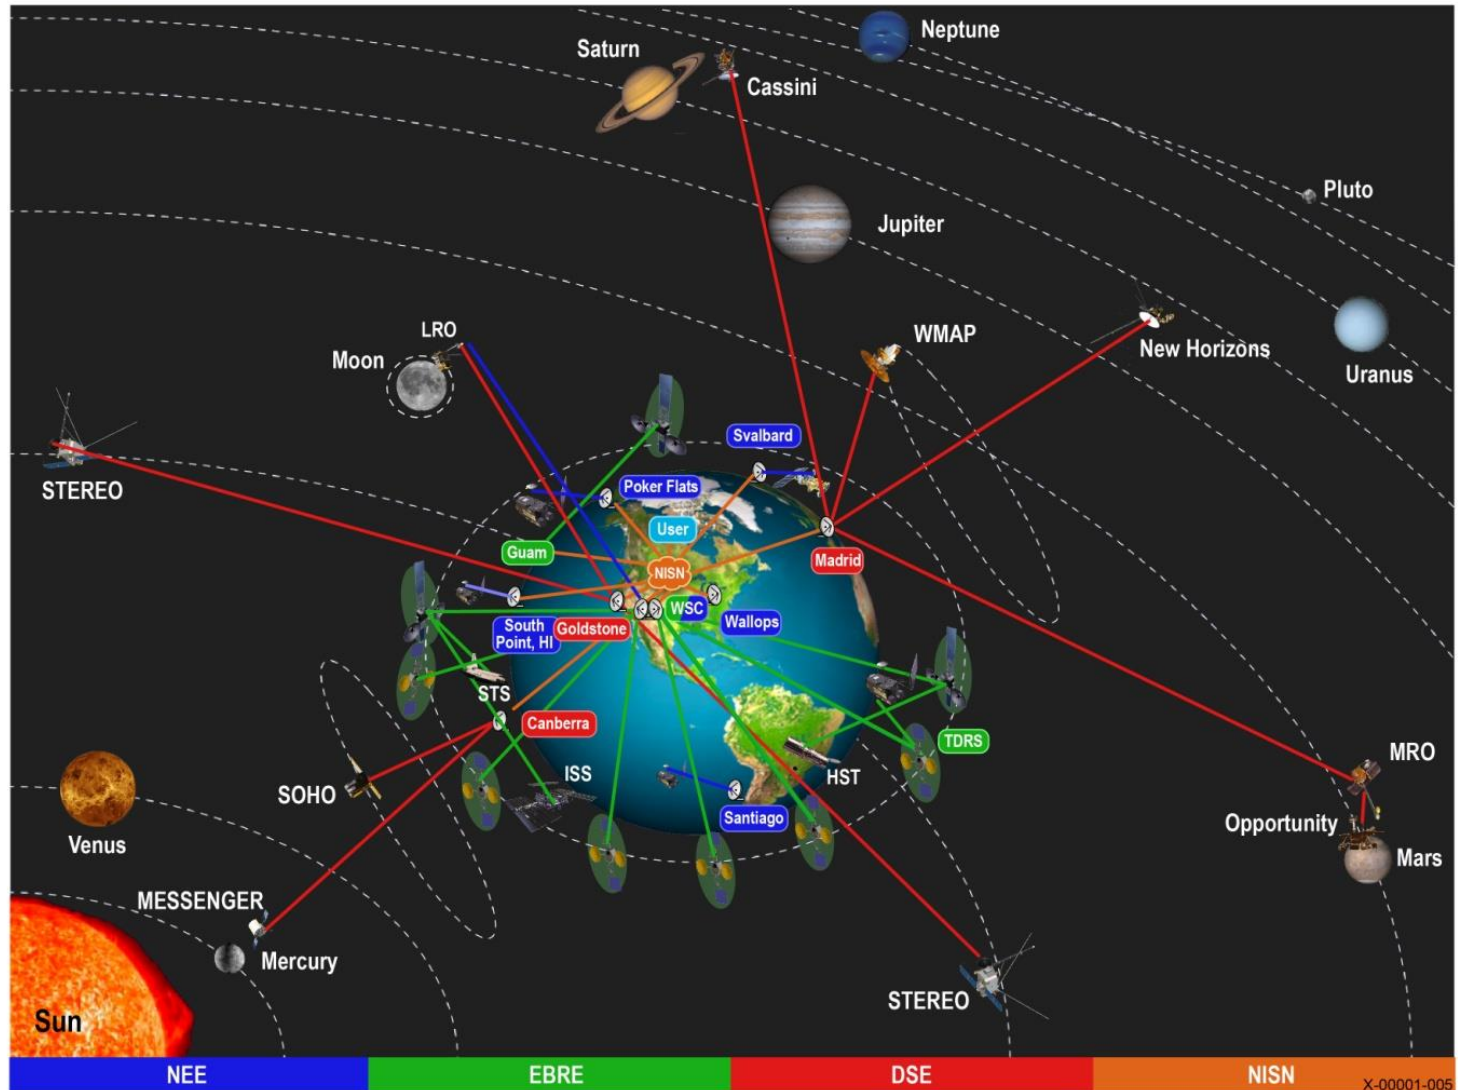 Neptune
Saturn
Cassini
Pluto
Jupiter
LRO
WMAP
New Horizons
Moon
Uranus
Svalbard
STEREO
Poker Flats
User
Guam
Madrid
NISN
WSC
South
Point, HI
Goldstone
Wallops
STS
Canberra
TDRS
MRO
ISS
HST
SOHO
Santiago
Opportunity
Venus
Mars
MESSENGER
Mercury
STEREO
Sun
NEE
EBRE
DSE
NISN
X-00001-005